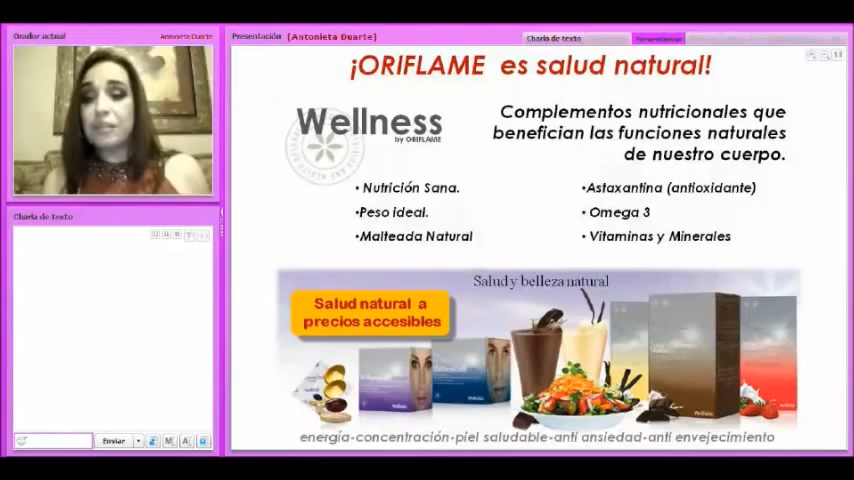 Orador actual
Antonieta Duarte
Presentación [Antonieta Duarte]
Charla de texto
¡ORIFLAME es salud natural!
Wellness
by ORIFLAME
Complementos nutricionales que
benefician las funciones naturales
de nuestro cuerpo.
•Nutrición Sana.
•Peso ideal.
•Malteada Natural
•Astaxantina (antioxidante)
•Omega 3
•Vitaminas y Minerales
Charla de texto
Salud y belleza natural
Salud natural a
precios accesibles
energía-concentración-piel saludable-anti ansiedad-anti envejecimiento
Enviar